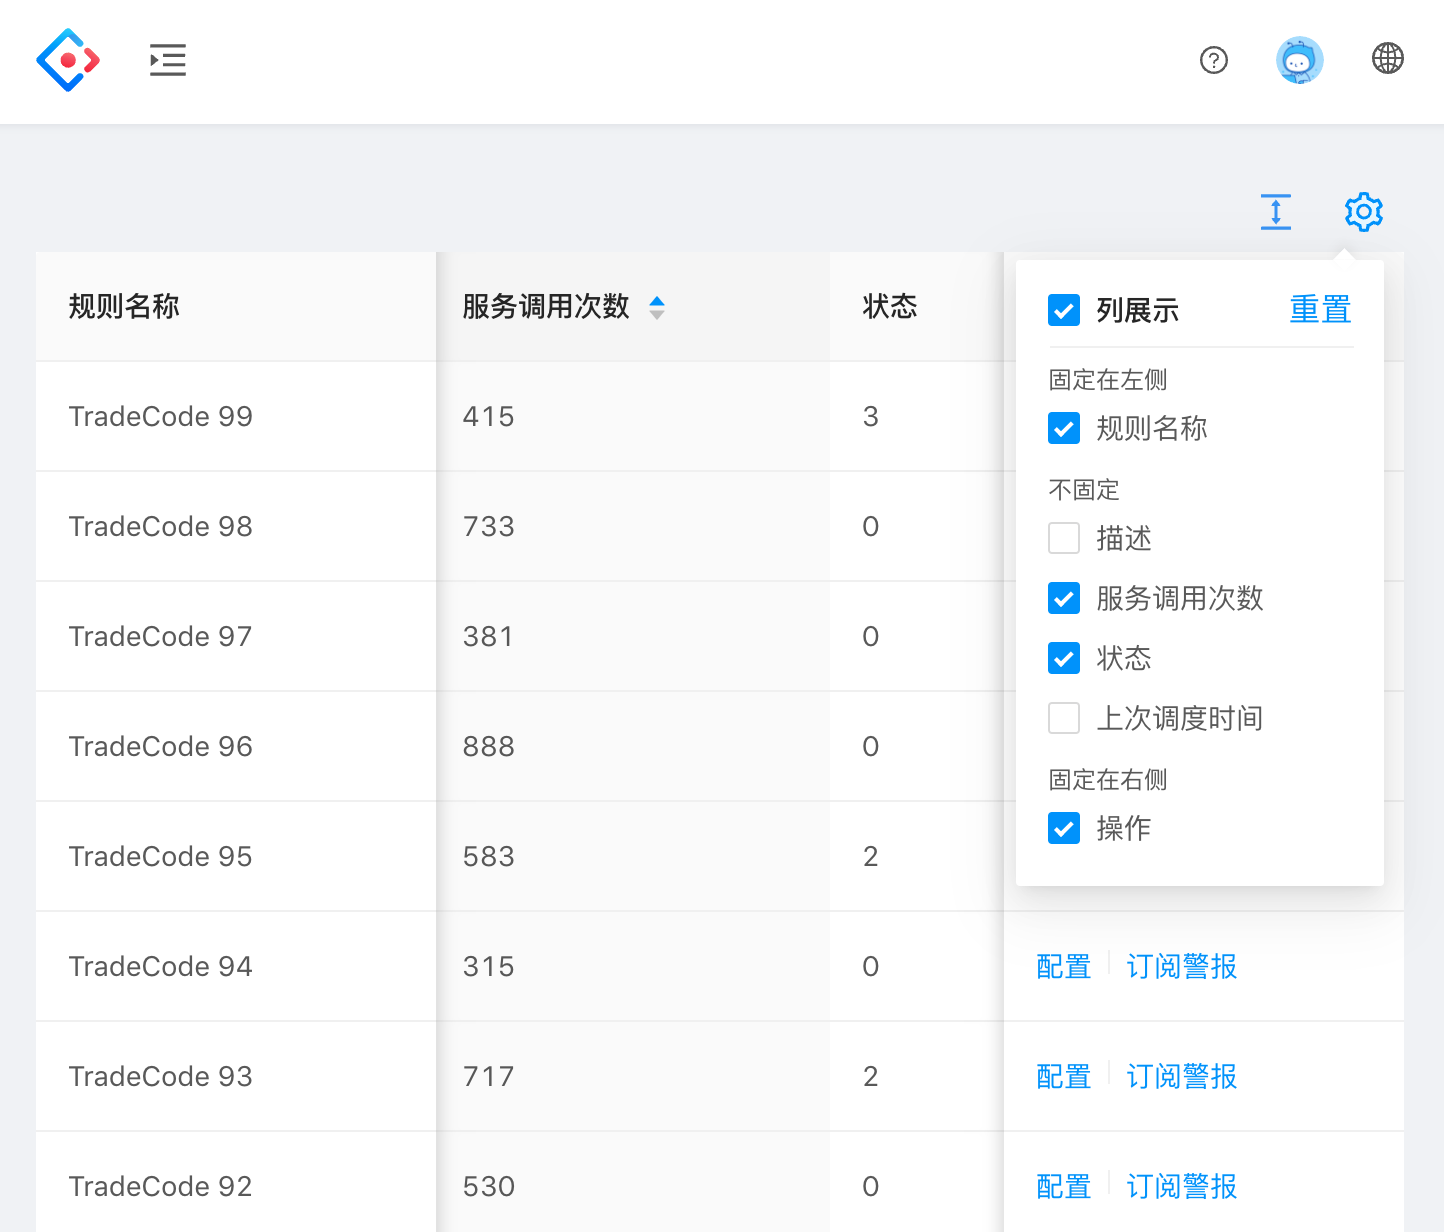 规则名称 服务调用次数 状态
列展示 重置
固定在左侧
规则名称
不固定
描述
服务调用次数
状态
上次调度时间
固定在右侧
操作
TradeCode 99 415 3
TradeCode 98 733 0
TradeCode 97 381 0
TradeCode 96 888 0
TradeCode 95 583 2
TradeCode 94 315 0 配置 订阅警报
TradeCode 93 717 2 配置 订阅警报
TradeCode 92 530 0 配置 订阅警报